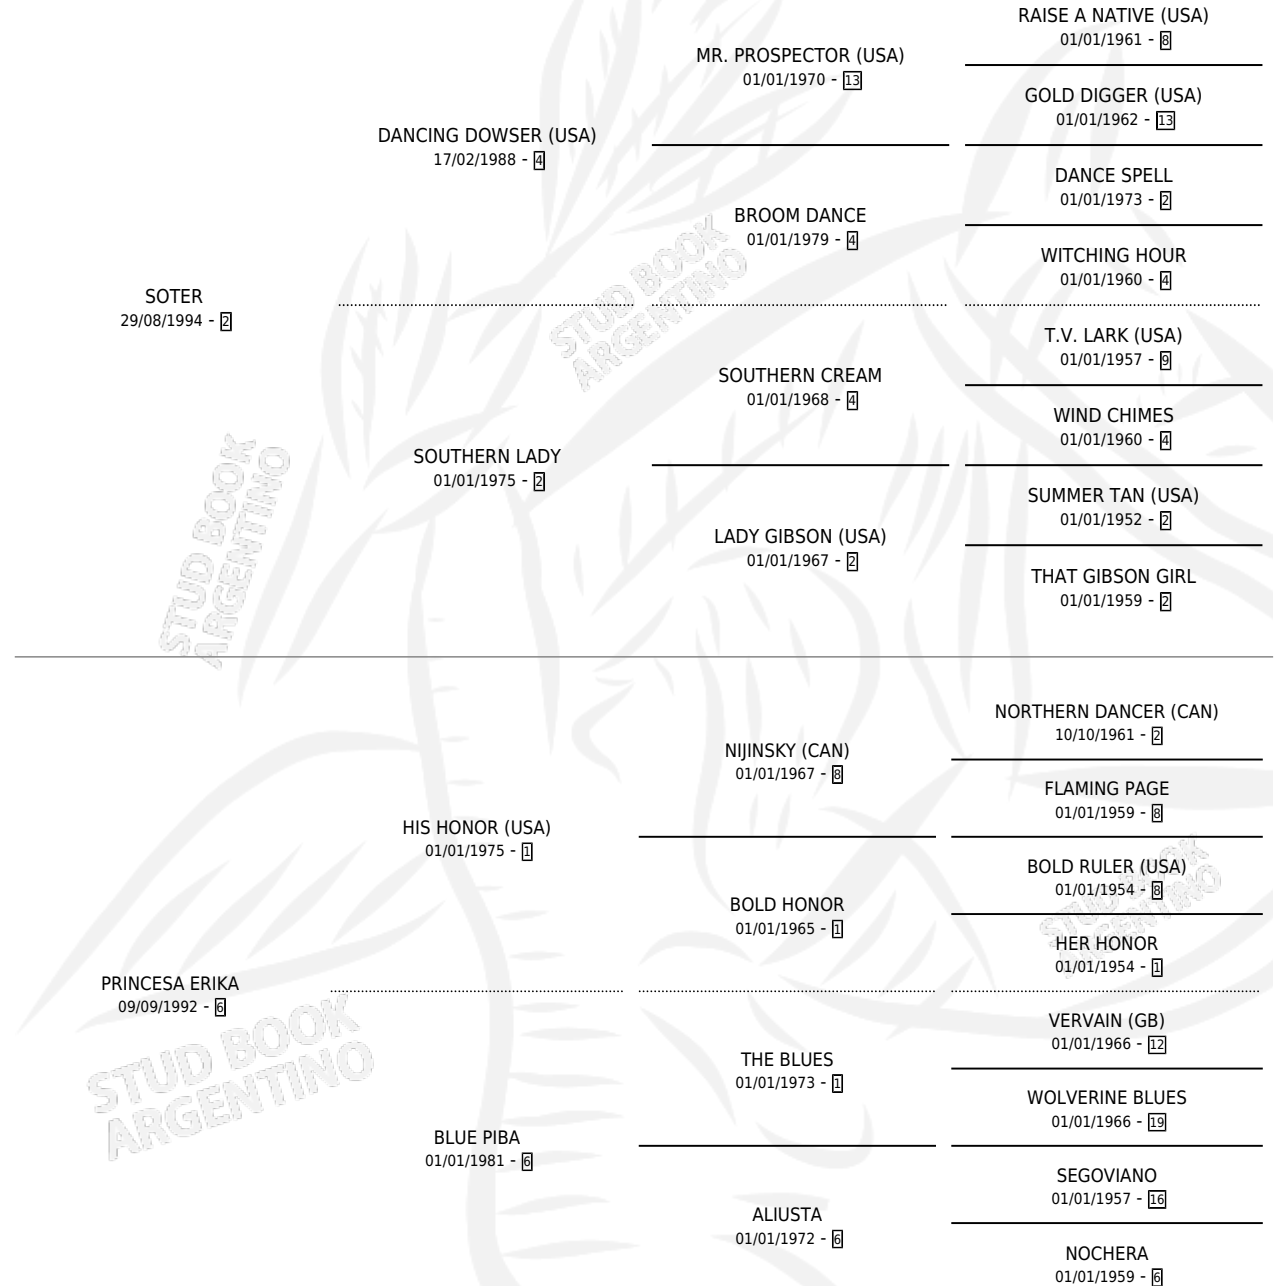 RAISE A NATIVE (USA)
01/01/1961 - 8
MR. PROSPECTOR (USA)
01/01/1970 - 13
GOLD DIGGER (USA)
01/01/1962 - 13
DANCING DOWSER (USA)
17/02/1988 - 4
DANCE SPELL
01/01/1973 - 2
BROOM DANCE
01/01/1979 - 4
WITCHING HOUR
01/01/1960 - 4
SOTER
29/08/1994 - 2
STUD BOOK
ARGENTINO
T.V. LARK (USA)
01/01/1957 - 9
SOUTHERN CREAM
01/01/1968 - 4
WIND CHIMES
01/01/1960 - 4
SOUTHERN LADY
01/01/1975 - 2
SUMMER TAN (USA)
01/01/1952 - 2
LADY GIBSON (USA)
01/01/1967 - 2
THAT GIBSON GIRL
01/01/1959 - 2
STUD BOOK
ARGENTINO
NORTHERN DANCER (CAN)
10/10/1961 - 2
NIJINSKY (CAN)
01/01/1967 - 8
FLAMING PAGE
01/01/1959 - 8
HIS HONOR (USA)
01/01/1975 - 1
BOLD RULER (USA)
01/01/1954 - 8
BOLD HONOR
01/01/1965 - 1
HER HONOR
01/01/1954 - 1
STUD BOOK
ARGENTINO
PRINCESA ERIKA
09/09/1992 - 6
VERVAIN (GB)
01/01/1966 - 12
THE BLUES
01/01/1973 - 1
WOLVERINE BLUES
01/01/1966 - 19
BLUE PIBA
01/01/1981 - 6
SEGOVIANO
01/01/1957 - 16
ALIUSTA
01/01/1972 - 6
NOCHERA
01/01/1959 - 6
STUD BOOK
ARGENTINO